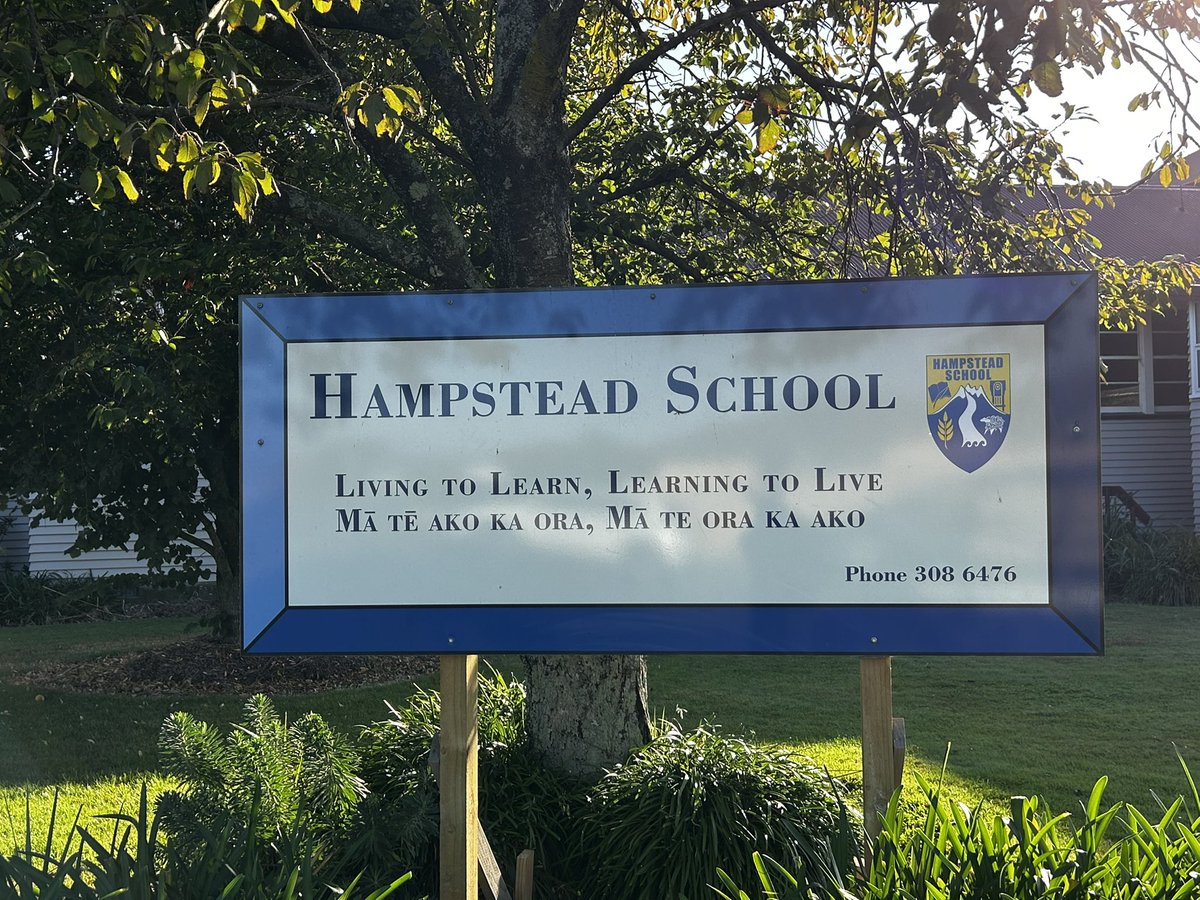 Hampstead School
HAMPSTEAD
SCHOOL
Living to Learn, Learning to Live
Mā tē ako ka ora, Mā te ora ka ako
Phone 308 6476